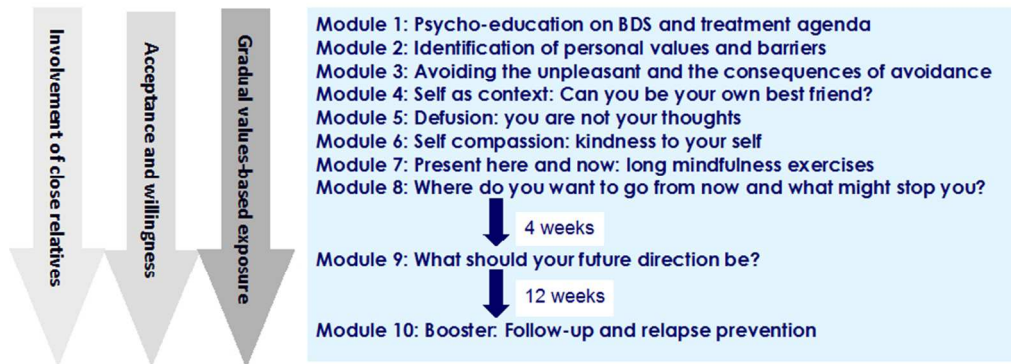 Involvement of close relatives
Acceptance and willingness
Gradual values-based exposure
Module 1: Psycho-education on BDS and treatment agenda
Module 2: Identification of personal values and barriers
Module 3: Avoiding the unpleasant and the consequences of avoidance
Module 4: Self as context: Can you be your own best friend?
Module 5: Defusion: you are not your thoughts
Module 6: Self compassion: kindness to your self
Module 7: Present here and now: long mindfulness exercises
Module 8: Where do you want to go from now and what might stop you?
4 weeks
Module 9: What should your future direction be?
12 weeks
Module 10: Booster: Follow-up and relapse prevention